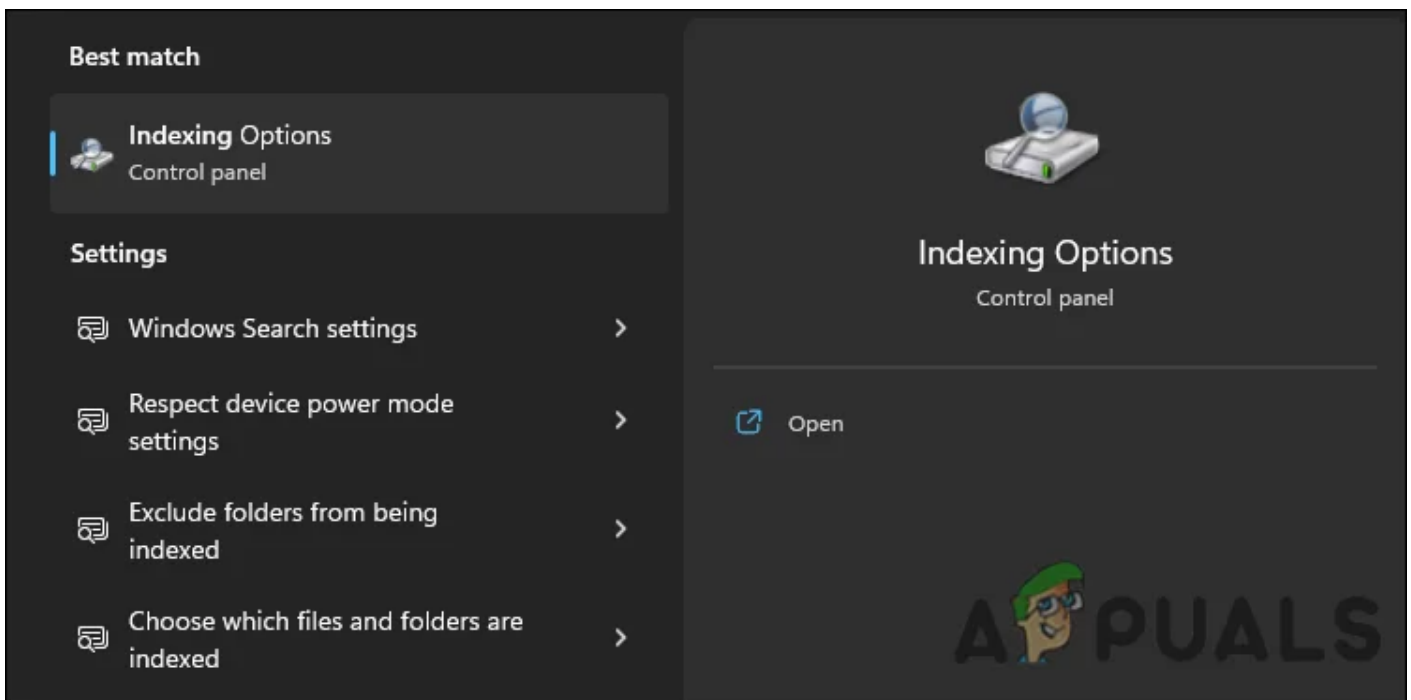 Best match
Indexing Options
Control panel
Settings
Windows Search settings
Respect device power mode
settings
Exclude folders from being
indexed
Choose which files and folders are
indexed
Indexing Options
Control panel
Open
A PUALS